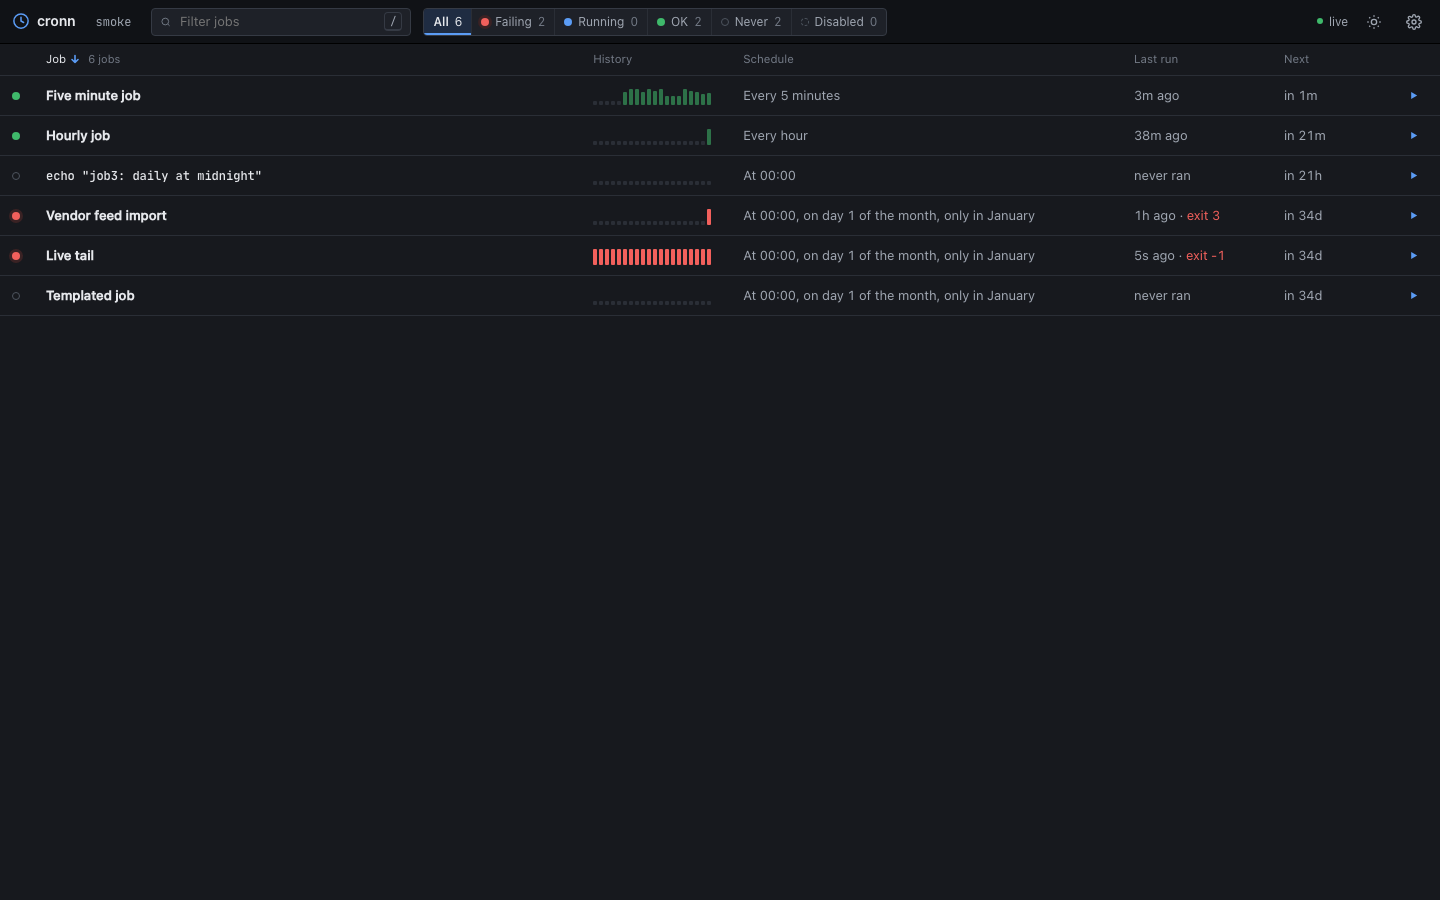 cronn smoke Filter jobs / All 6 Failing 2 Running 0 OK 2 Never 2 Disabled 0 live
Job 6 jobs History Schedule Last run Next
Five minute job Every 5 minutes 3m ago in 1m
Hourly job Every hour 38m ago in 21m
echo "job3: daily at midnight" At 00:00 never ran in 21h
Vendor feed import At 00:00, on day 1 of the month, only in January 1h ago · exit 3 in 34d
Live tail At 00:00, on day 1 of the month, only in January 5s ago · exit -1 in 34d
Templated job At 00:00, on day 1 of the month, only in January never ran in 34d